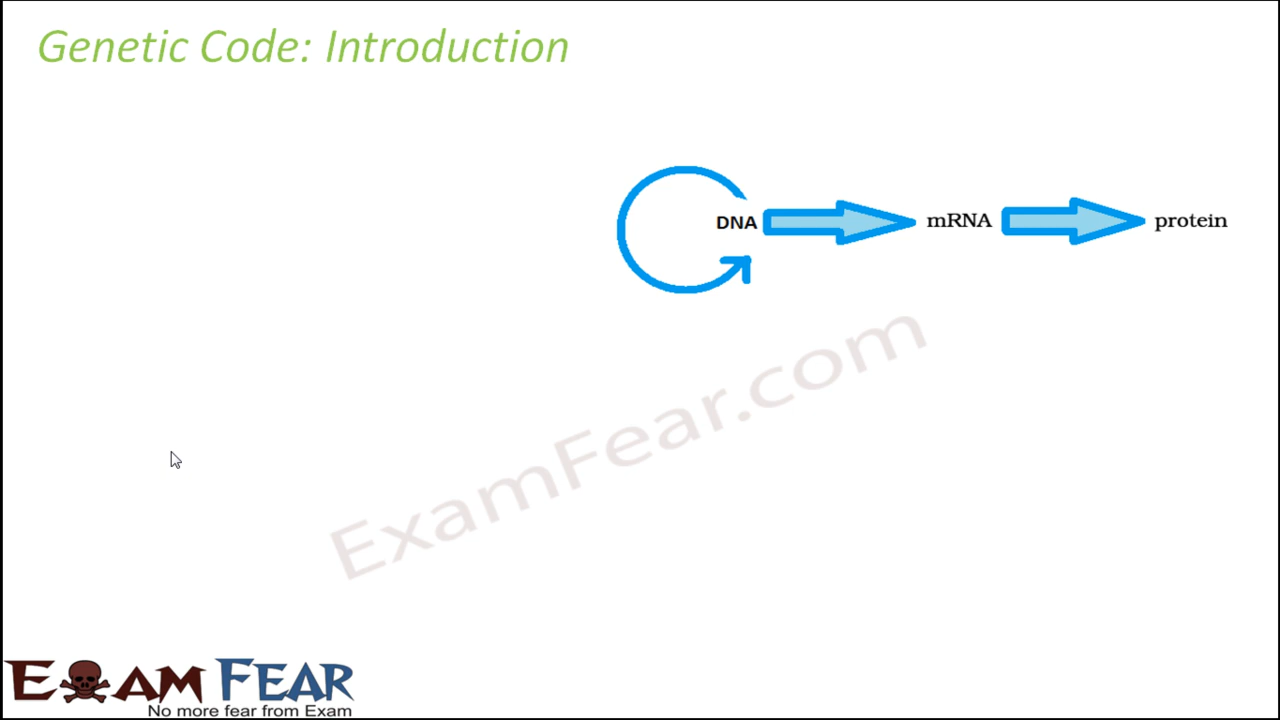 Genetic Code: Introduction
DNA mRNA protein
ExamFear.com
EXAM FEAR
No more fear from Exam